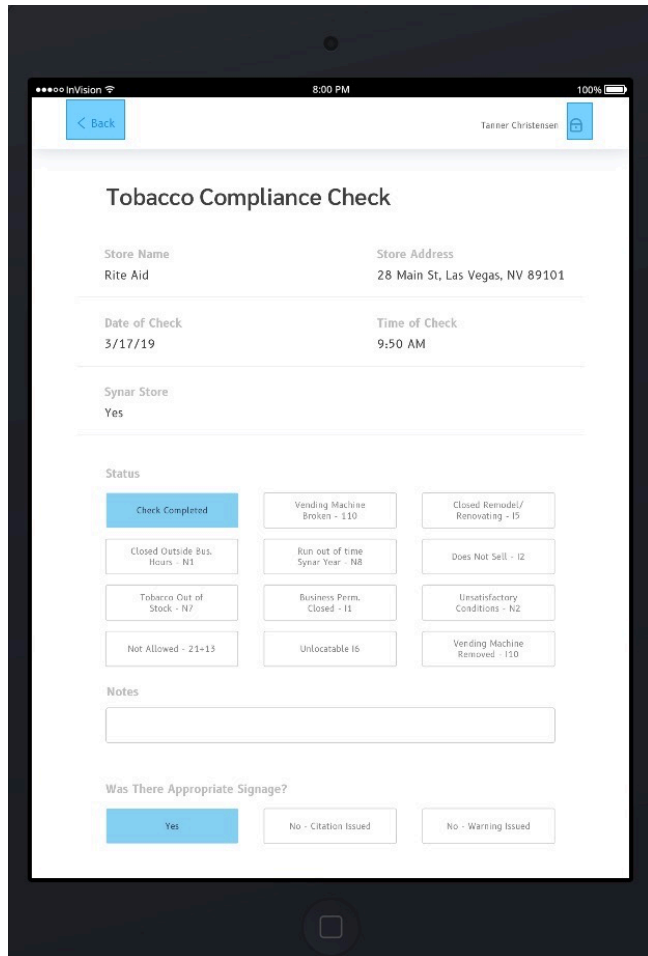 InVision
8:00 PM
100%
< Back
Tanner Christensen
Tobacco Compliance Check
Store Name
Store Address
Rite Aid
28 Main St, Las Vegas, NV 89101
Date of Check
Time of Check
3/17/19
9:50 AM
Synar Store
Yes
Status
Check Completed
Vending Machine
Broken - 110
Closed Remodel/
Renovating - I5
Closed Outside Bus.
Hours - N1
Run out of time
Synar Year - N8
Does Not Sell - I2
Tobacco Out of
Stock - N7
Business Perm.
Closed - I1
Unsatisfactory
Conditions - N2
Not Allowed - 21+13
Unlocatable I6
Vending Machine
Removed - I10
Notes
Was There Appropriate Signage?
Yes
No - Citation Issued
No - Warning Issued